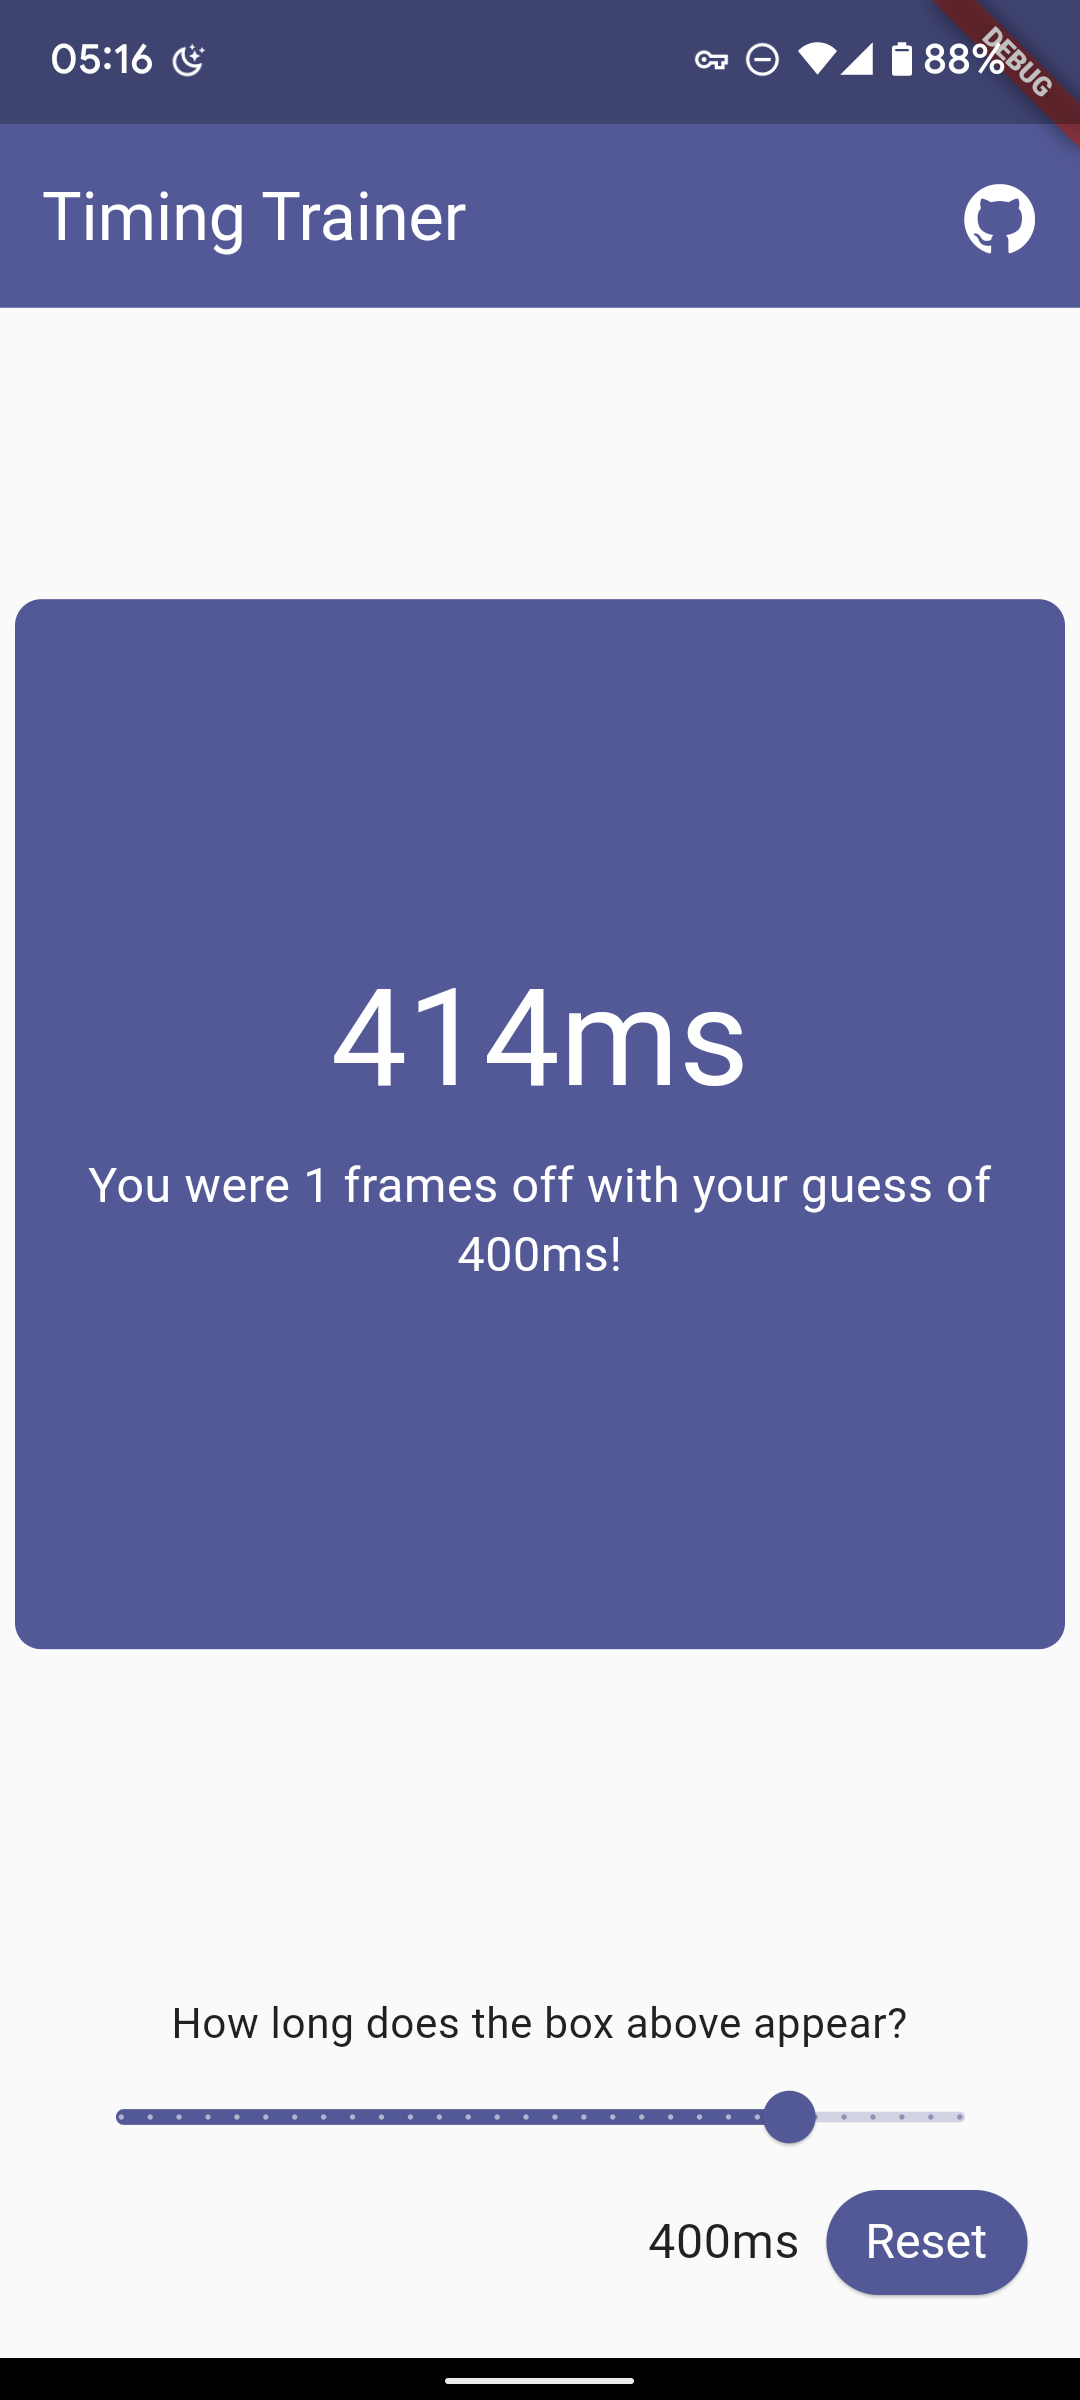 05:16
88%
DEBUG
Timing Trainer
414ms
You were 1 frames off with your guess of
400ms!
How long does the box above appear?
400ms
Reset